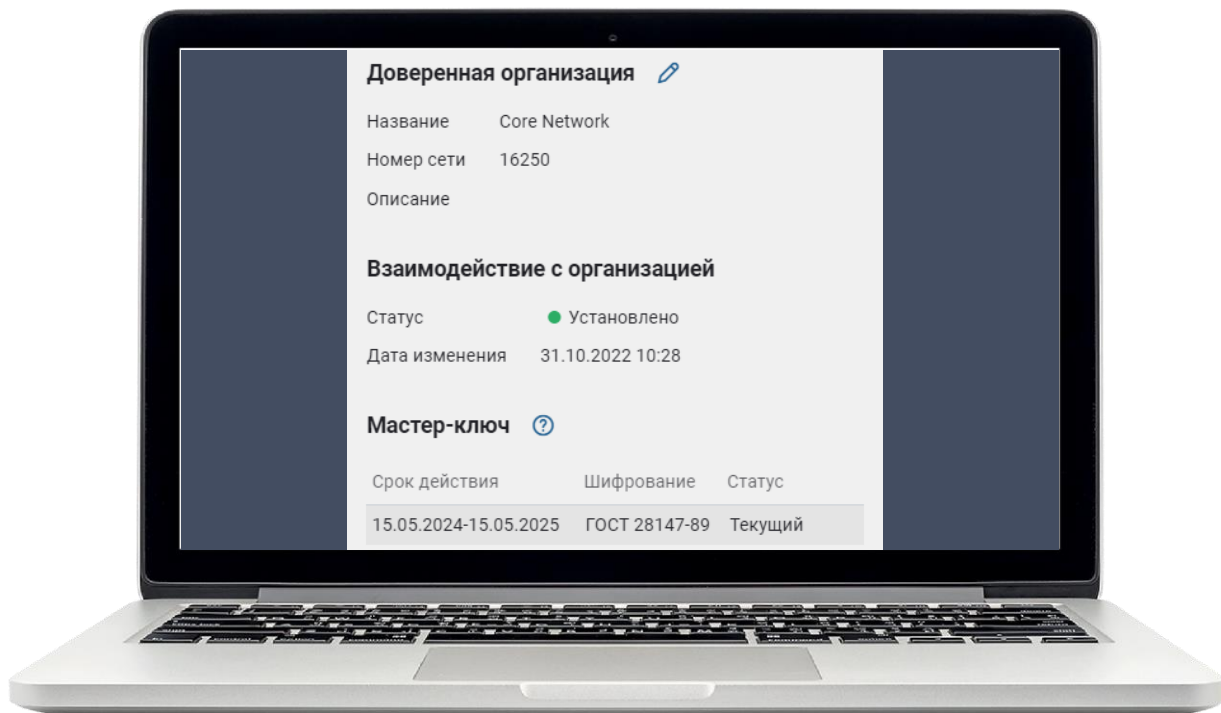 Доверенная организация
Название Core Network
Номер сети 16250
Описание
Взаимодействие с организацией
Статус Установлено
Дата изменения 31.10.2022 10:28
Мастер-ключ
Срок действия Шифрование Статус
15.05.2024-15.05.2025 ГОСТ 28147-89 Текущий